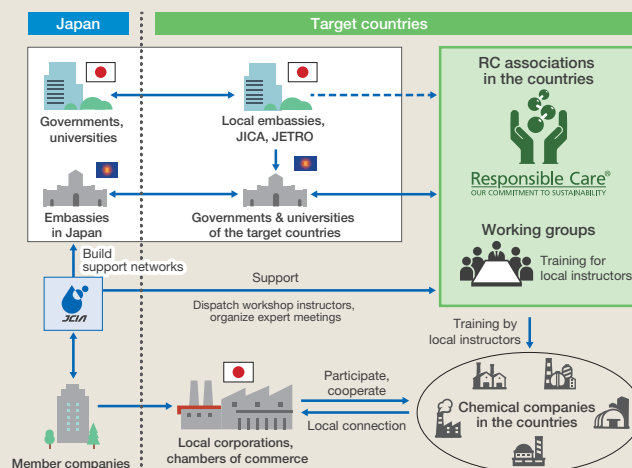 Japan
Target countries
Governments,
universities
Local embassies,
JICA, JETRO
Embassies
in Japan
Governments & universities
of the target countries
RC associations
in the countries
Responsible Care®
OUR COMMITMENT TO SUSTAINABILITY
Working groups
Training for
local instructors
Build
support networks
JCIA
Support
Dispatch workshop instructors,
organize expert meetings
Training by
local instructors
Member companies
Local corporations,
chambers of commerce
Participate,
cooperate
Local connection
Chemical companies
in the countries